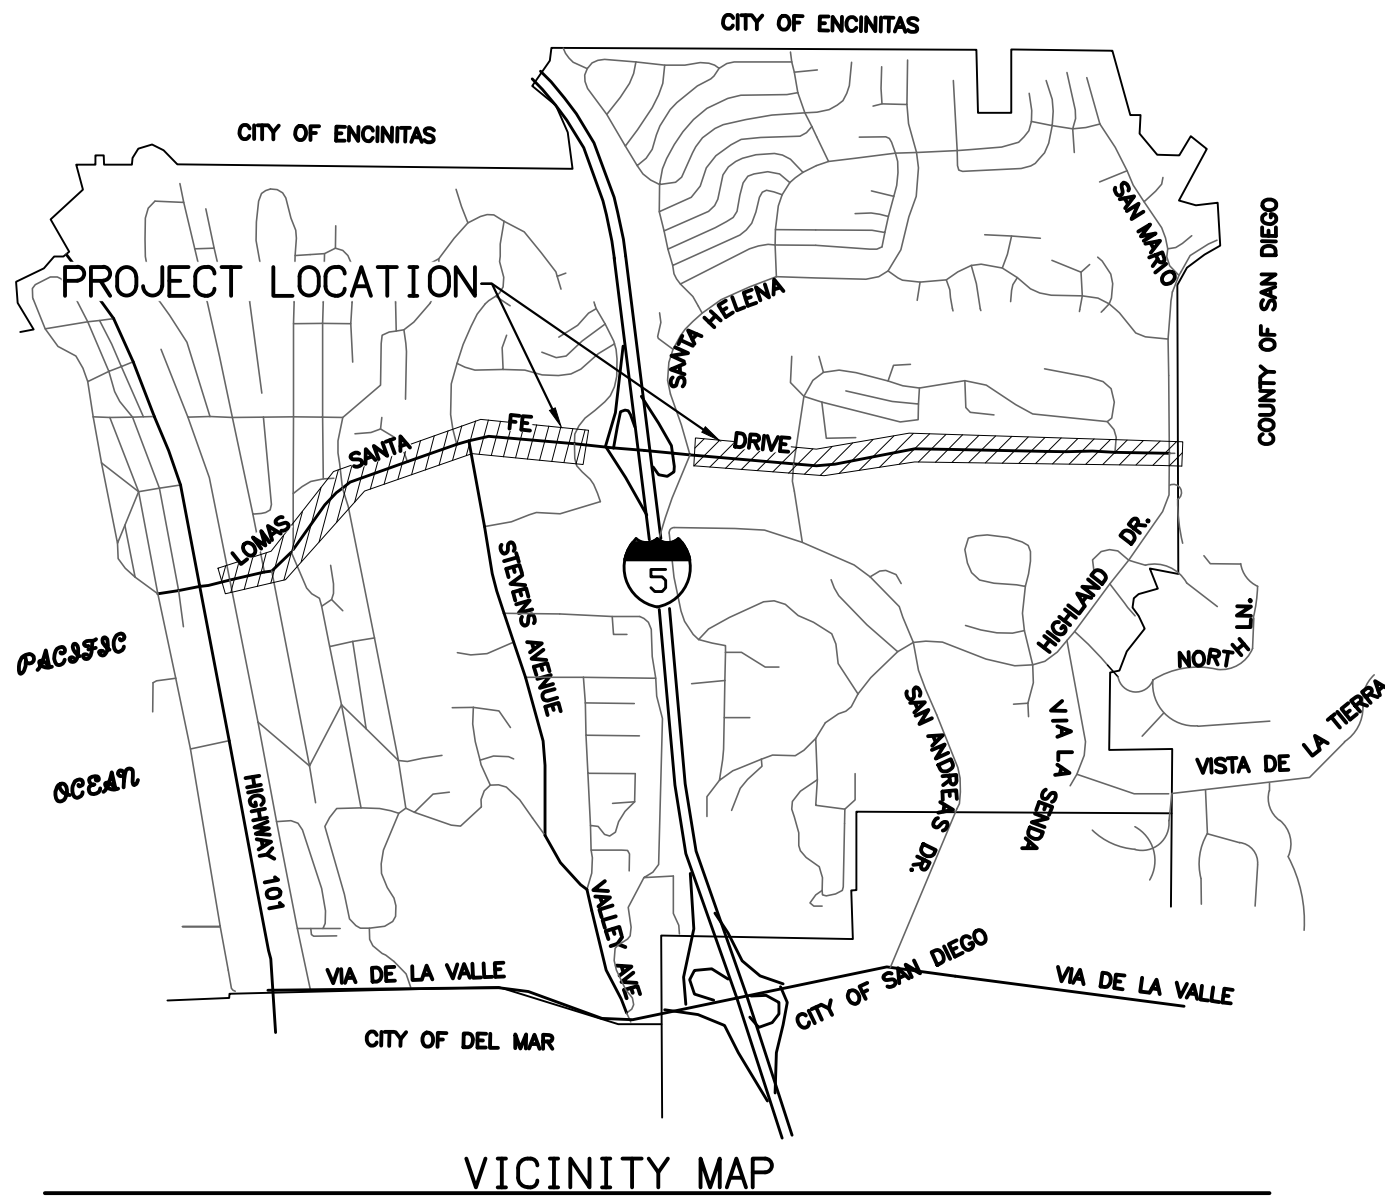 CITY OF ENCINITAS
CITY OF ENCINITAS
SAN MARIO
COUNTY OF SAN DIEGO
PROJECT LOCATION
SANTA HELENA
LOMAS SANTA FE DRIVE
5
STEVENS AVENUE
HIGHLAND DR.
NORTH LN.
PACIFIC
OCEAN
SAN ANDREAS DR.
VIA LA SENDA
VISTA DE LA TIERRA
HIGHWAY 101
VALLEY AVE
VIA DE LA VALLE
CITY OF SAN DIEGO
VIA DE LA VALLE
CITY OF DEL MAR
VICINITY MAP